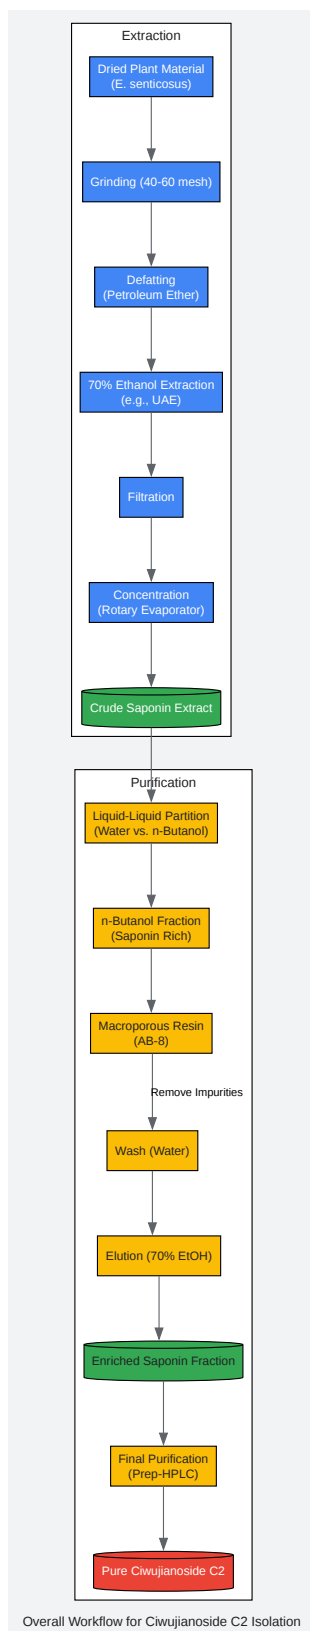 Extraction
Dried Plant Material
(E. senticosus)
Grinding (40-60 mesh)
Defatting
(Petroleum Ether)
70% Ethanol Extraction
(e.g., UAE)
Filtration
Concentration
(Rotary Evaporator)
Crude Saponin Extract
Purification
Liquid-Liquid Partition
(Water vs. n-Butanol)
n-Butanol Fraction
(Saponin Rich)
Macroporous Resin
(AB-8)
Remove Impurities
Wash (Water)
Elution (70% EtOH)
Enriched Saponin Fraction
Final Purification
(Prep-HPLC)
Pure Ciwujianoside C2
Overall Workflow for Ciwujianoside C2 Isolation